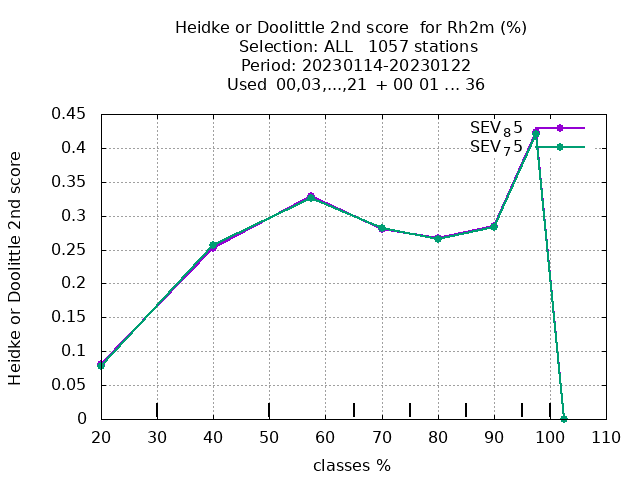 Heidke or Doolittle 2nd score  for Rh2m (%)
Selection: ALL   1057 stations
Period: 20230114-20230122
Used  00,03,...,21  + 00 01 ... 36
Heidke or Doolittle 2nd score
0.45
0.4
0.35
0.3
0.25
0.2
0.15
0.1
0.05
0
SEV₈5
SEV₇5
20 30 40 50 60 70 80 90 100 110
classes %